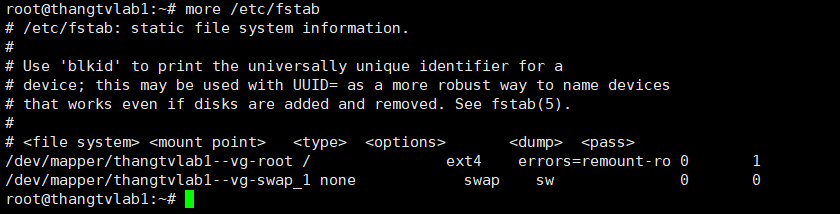 root@thangtvlab1:~# more /etc/fstab
# /etc/fstab: static file system information.
#
# Use 'blkid' to print the universally unique identifier for a
# device; this may be used with UUID= as a more robust way to name devices
# that works even if disks are added and removed. See fstab(5).
#
# <file system> <mount point>   <type>  <options>       <dump>  <pass>
/dev/mapper/thangtvlab1--vg-root /               ext4    errors=remount-ro 0       1
/dev/mapper/thangtvlab1--vg-swap_1 none            swap    sw              0       0
root@thangtvlab1:~#